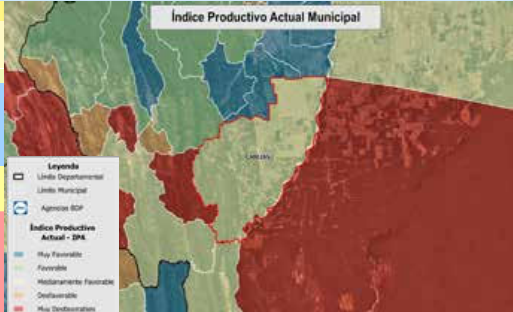 Índice Productivo Actual Municipal
CABEZAS
Leyenda
Límite Departamental
Límite Municipal
Agencias BDP
Índice Productivo
Actual - IPA
Muy Favorable
Favorable
Medianamente Favorable
Desfavorable
Muy Desfavorable